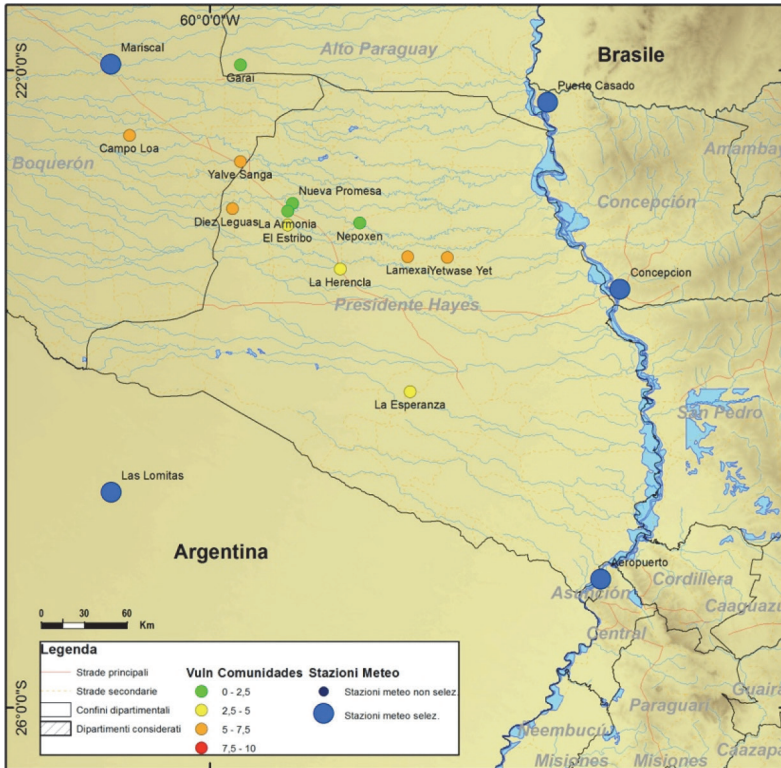 60°0'0"W
Mariscal
Alto Paraguay
Brasile
22°0'0"S
Garai
Puerto Casado
Campo Loa
Amambay
Boquerón
Yalve Sanga
Concepción
Nueva Promesa
Diez Leguas
La Armonia
Nepoxen
El Estribo
Lamexai
Yetwase Yet
La Herencla
Concepcion
Presidente Hayes
La Esperanza
San Pedro
Las Lomitas
Argentina
Aeropuerto
Asunción
Cordillera
Caaguazu
Central
0 30 60
Km
Legenda
Strade principali
Strade secondarie
Confini dipartimentali
Dipartimenti considerati
Vuln Comunidades
0 - 2,5
2,5 - 5
5 - 7,5
7,5 - 10
Stazioni Meteo
Stazioni meteo non selez.
Stazioni meteo selez.
26°0'0"S
Guaira
Paraguari
Ñeembucú
Caazapa
Misiones
Misiones